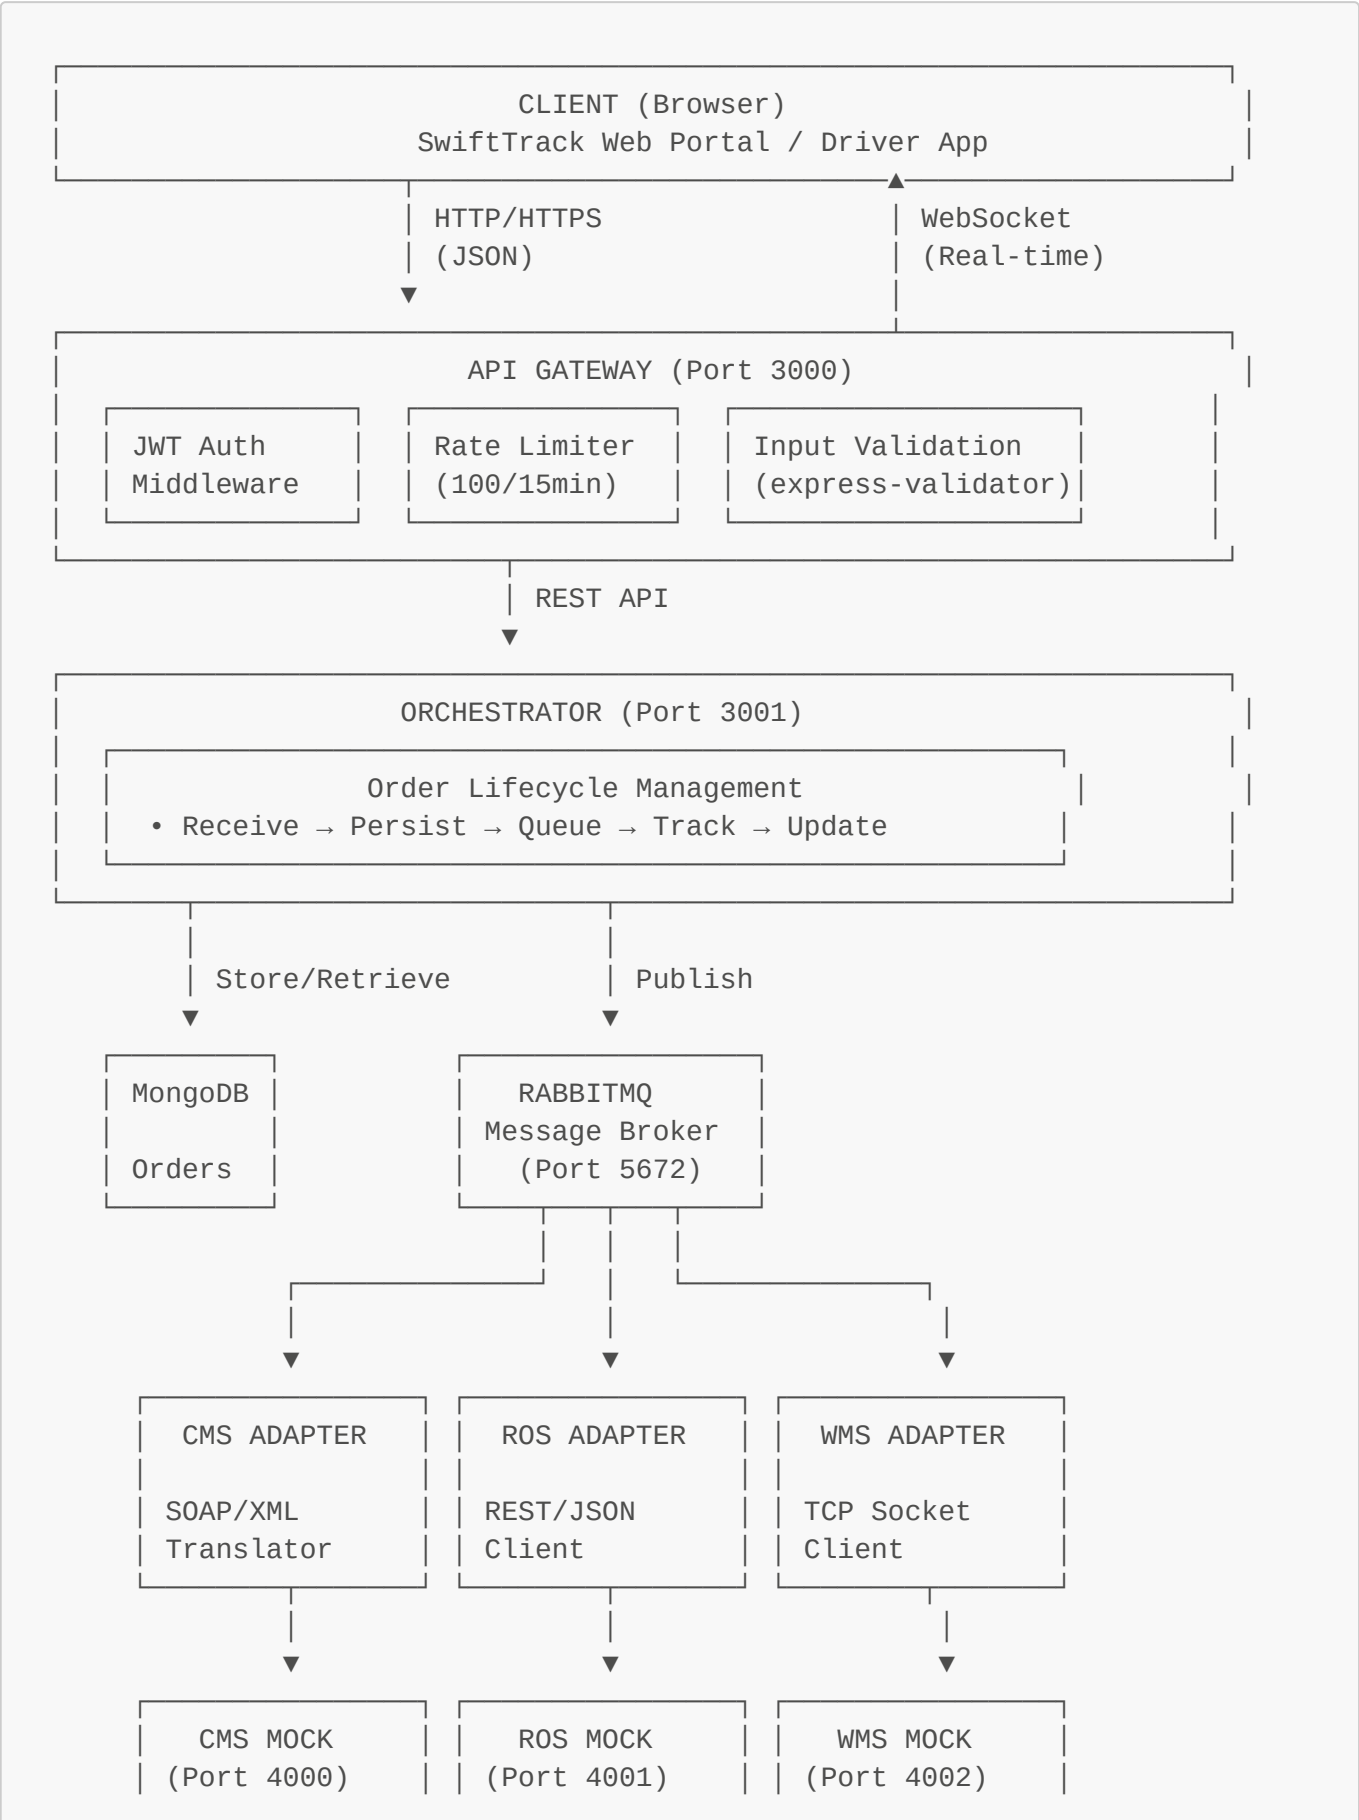 CLIENT (Browser)
SwiftTrack Web Portal / Driver App
HTTP/HTTPS WebSocket
(JSON) (Real-time)
API GATEWAY (Port 3000)
JWT Auth Rate Limiter Input Validation
Middleware (100/15min) (express-validator)
REST API
ORCHESTRATOR (Port 3001)
Order Lifecycle Management
• Receive → Persist → Queue → Track → Update
Store/Retrieve Publish
MongoDB RABBITMQ
Message Broker
Orders (Port 5672)
CMS ADAPTER ROS ADAPTER WMS ADAPTER
SOAP/XML REST/JSON TCP Socket
Translator Client Client
CMS MOCK ROS MOCK WMS MOCK
(Port 4000) (Port 4001) (Port 4002)